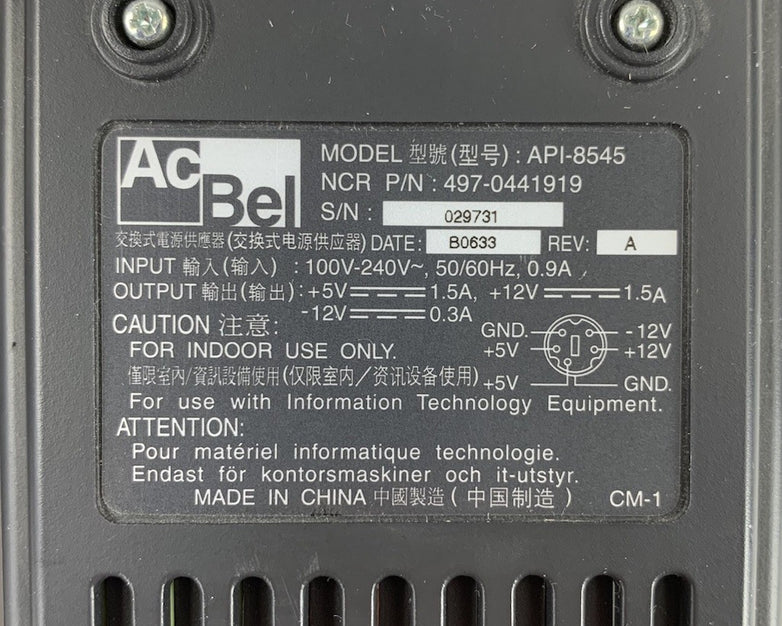 AcBel
MODEL 型號(型号) : API-8545
NCR P/N : 497-0441919
S/N : 029731
交換式電源供應器(交换式电源供应器) DATE: B0633 REV: A
INPUT 輸入(输入) : 100V-240V~, 50/60Hz, 0.9A
OUTPUT 輸出(输出): +5V⎓1.5A, +12V⎓1.5A
-12V⎓0.3A
CAUTION 注意:
GND. -12V
FOR INDOOR USE ONLY.
+5V +12V
僅限室內/資訊設備使用(仅限室内/资讯设备使用)
+5V GND.
For use with Information Technology Equipment.
ATTENTION:
Pour matériel informatique technologie.
Endast för kontorsmaskiner och it-utstyr.
MADE IN CHINA 中國製造(中国制造) CM-1